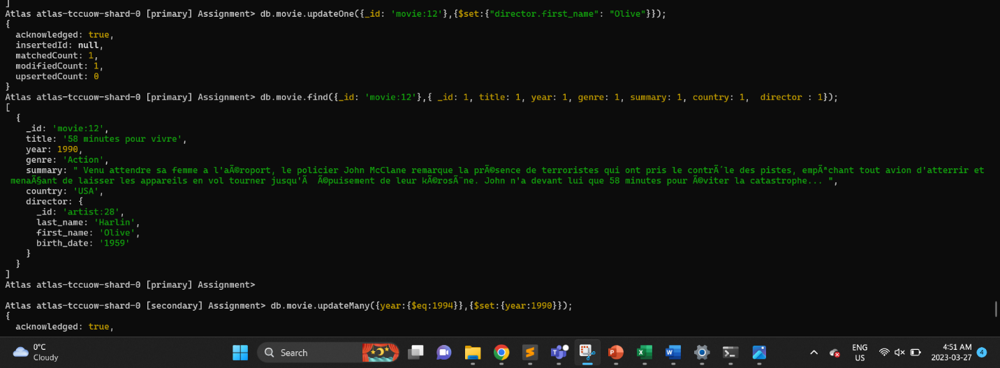 ]
Atlas atlas-tccuow-shard-0 [primary] Assignment> db.movie.updateOne({_id: 'movie:12'},{$set:{"director.first_name": "Olive"}});
{
  acknowledged: true,
  insertedId: null,
  matchedCount: 1,
  modifiedCount: 1,
  upsertedCount: 0
}
Atlas atlas-tccuow-shard-0 [primary] Assignment> db.movie.find({_id: 'movie:12'},{ _id: 1, title: 1, year: 1, genre: 1, summary: 1, country: 1,  director : 1});
[
  {
    _id: 'movie:12',
    title: '58 minutes pour vivre',
    year: 1990,
    genre: 'Action',
    summary: " Venu attendre sa femme a l'aÃ©roport, le policier John McClane remarque la prÃ©sence de terroristes qui ont pris le contrÃ´le des pistes, empÃªchant tout avion d'atterrir et
 menaÃ§ant de laisser les appareils en vol tourner jusqu'Ã  Ã©puisement de leur kÃ©rosÃ¨ne. John n'a devant lui que 58 minutes pour Ã©viter la catastrophe... ",
    country: 'USA',
    director: {
      _id: 'artist:28',
      last_name: 'Harlin',
      first_name: 'Olive',
      birth_date: '1959'
    }
  }
]
Atlas atlas-tccuow-shard-0 [primary] Assignment>
Atlas atlas-tccuow-shard-0 [secondary] Assignment> db.movie.updateMany({year:{$eq:1994}},{$set:{year:1990}});
{
  acknowledged: true,
0°C
Cloudy
Search
ENG
US
4:51 AM
2023-03-27
4